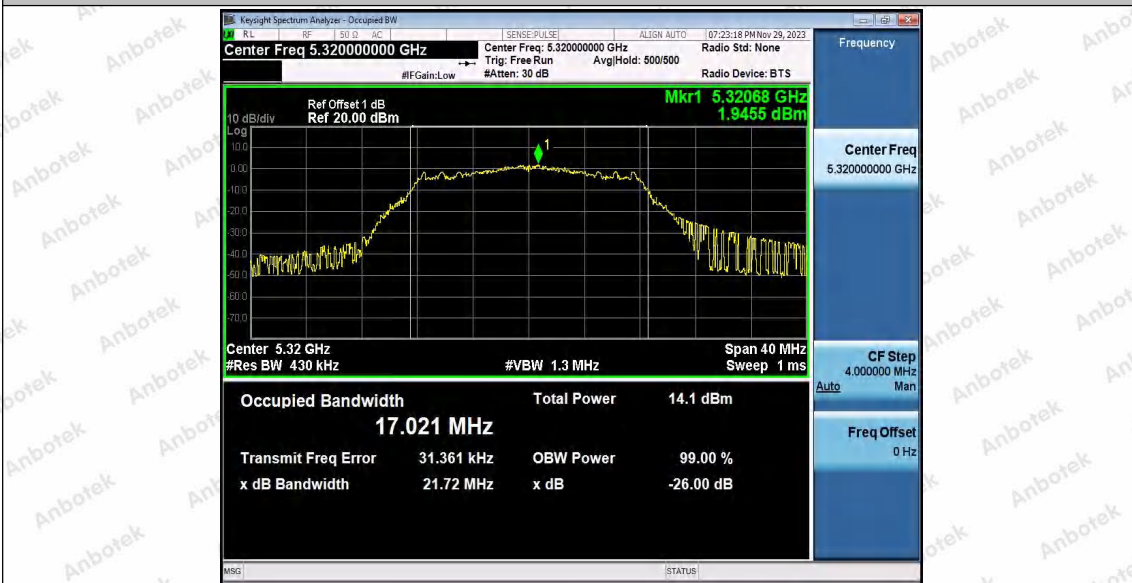 Keysight Spectrum Analyzer - Occupied BW
RL RF 50 Ω AC SENSE:PULSE ALIGN AUTO 07:23:18 PM Nov 29, 2023
Center Freq 5.320000000 GHz
Center Freq: 5.320000000 GHz
Radio Std: None
Trig: Free Run Avg|Hold: 500/500
#IFGain:Low #Atten: 30 dB Radio Device: BTS
Ref Offset 1 dB
10 dB/div Ref 20.00 dBm
Mkr1 5.32068 GHz
1.9455 dBm
Log
10.0
0.00
-10.0
-20.0
-30.0
-40.0
-50.0
-60.0
-70.0
1
Center 5.32 GHz Span 40 MHz
#Res BW 430 kHz #VBW 1.3 MHz Sweep 1 ms
Occupied Bandwidth Total Power 14.1 dBm
17.021 MHz
Transmit Freq Error 31.361 kHz OBW Power 99.00 %
x dB Bandwidth 21.72 MHz x dB -26.00 dB
MSG STATUS
Frequency
Center Freq
5.320000000 GHz
CF Step
4.000000 MHz
Auto Man
Freq Offset
0 Hz
Anbotek